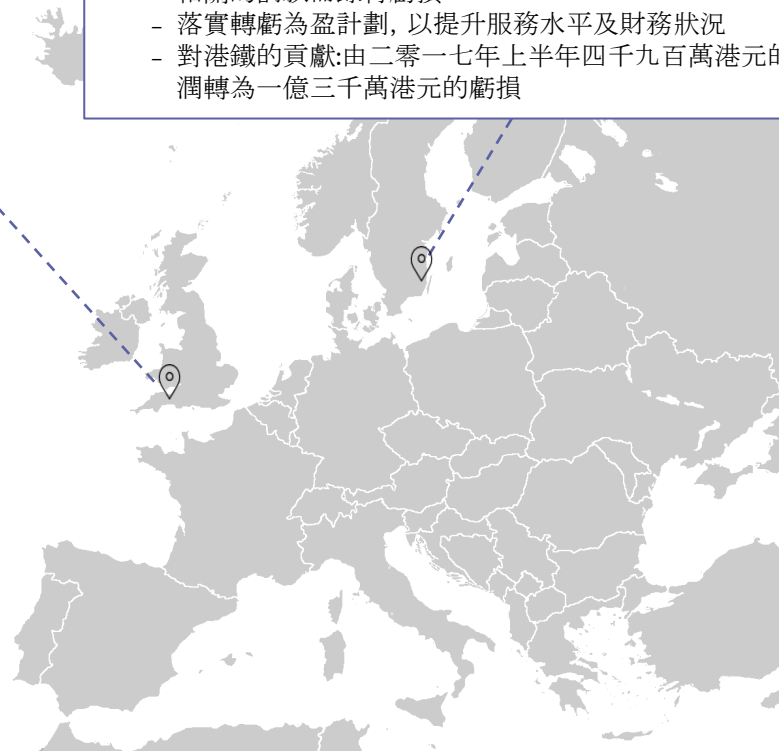 - 落實轉虧為盈計劃, 以提升服務水平及財務狀況
- 對港鐵的貢獻:由二零一七年上半年四千九百萬港元的
潤轉為一億三千萬港元的虧損